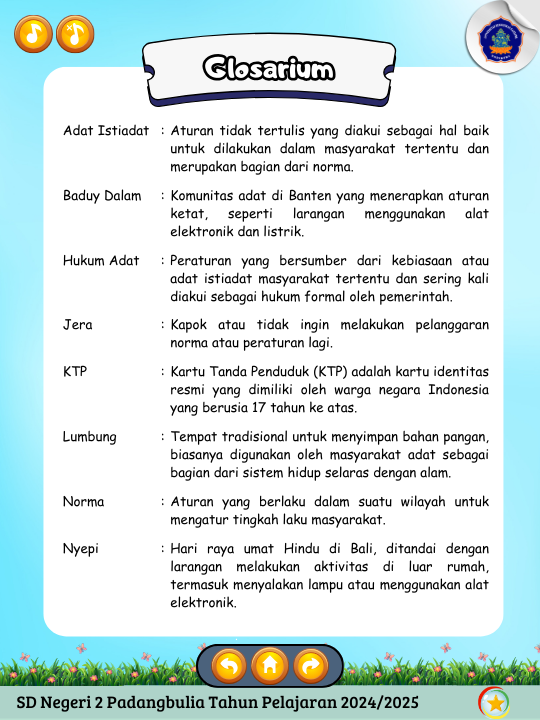 Glosarium
Adat Istiadat : Aturan tidak tertulis yang diakui sebagai hal baik
untuk dilakukan dalam masyarakat tertentu dan
merupakan bagian dari norma.
Baduy Dalam : Komunitas adat di Banten yang menerapkan aturan
ketat, seperti larangan menggunakan alat
elektronik dan listrik.
Hukum Adat : Peraturan yang bersumber dari kebiasaan atau
adat istiadat masyarakat tertentu dan sering kali
diakui sebagai hukum formal oleh pemerintah.
Jera : Kapok atau tidak ingin melakukan pelanggaran
norma atau peraturan lagi.
KTP : Kartu Tanda Penduduk (KTP) adalah kartu identitas
resmi yang dimiliki oleh warga negara Indonesia
yang berusia 17 tahun ke atas.
Lumbung : Tempat tradisional untuk menyimpan bahan pangan,
biasanya digunakan oleh masyarakat adat sebagai
bagian dari sistem hidup selaras dengan alam.
Norma : Aturan yang berlaku dalam suatu wilayah untuk
mengatur tingkah laku masyarakat.
Nyepi : Hari raya umat Hindu di Bali, ditandai dengan
larangan melakukan aktivitas di luar rumah,
termasuk menyalakan lampu atau menggunakan alat
elektronik.
SD Negeri 2 Padangbulia Tahun Pelajaran 2024/2025